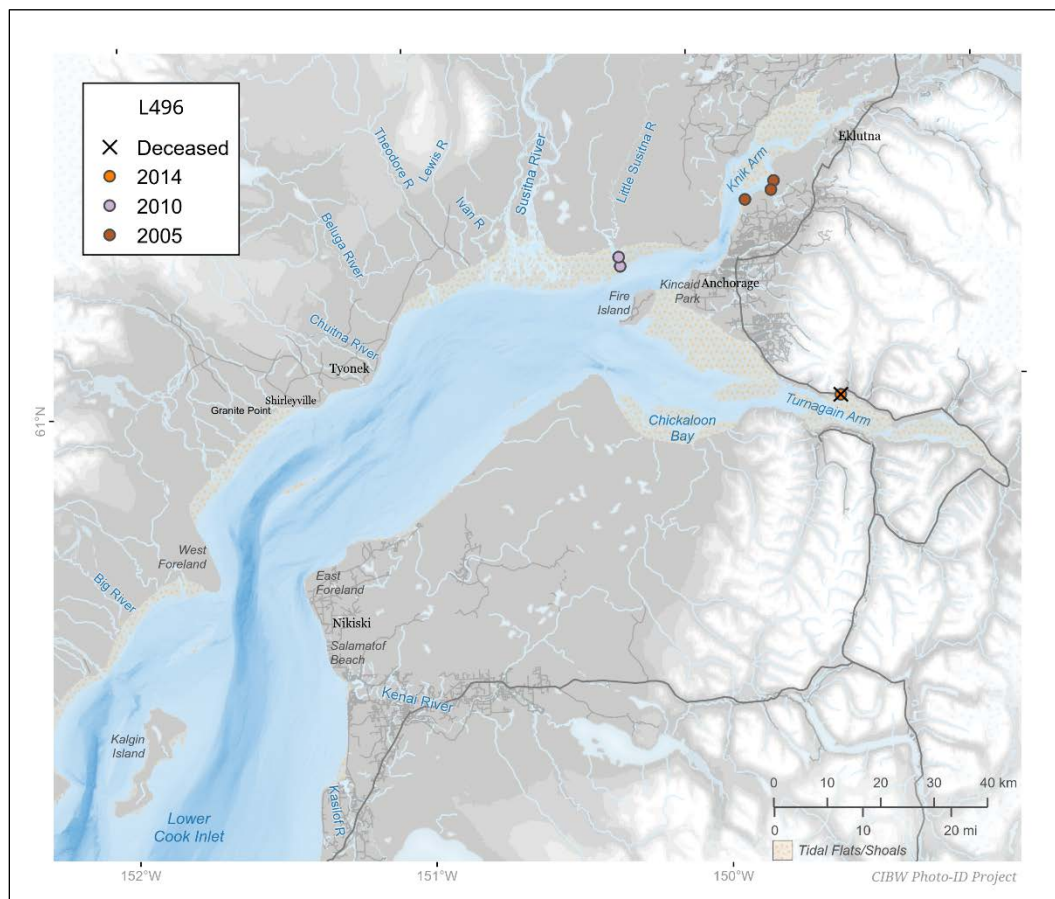 L496
Deceased
2014
2010
2005
Theodore R
Lewis R
Ivan R
Susitna River
Little Susitna R
Knik Arm
Eklutna
Beluga River
Chuitna River
Tyonek
Shirleyville
Granite Point
Fire
Island
Kincaid
Park
Anchorage
Turnagain Arm
Chickaloon
Bay
61°N
West
Foreland
Big River
East
Foreland
Nikiski
Salamatof
Beach
Kenai River
Kalgin
Island
Kasilof R.
Lower
Cook Inlet
0 10 20 30 40 km
0 10 20 mi
Tidal Flats/Shoals
152°W
151°W
150°W
CIBW Photo-ID Project